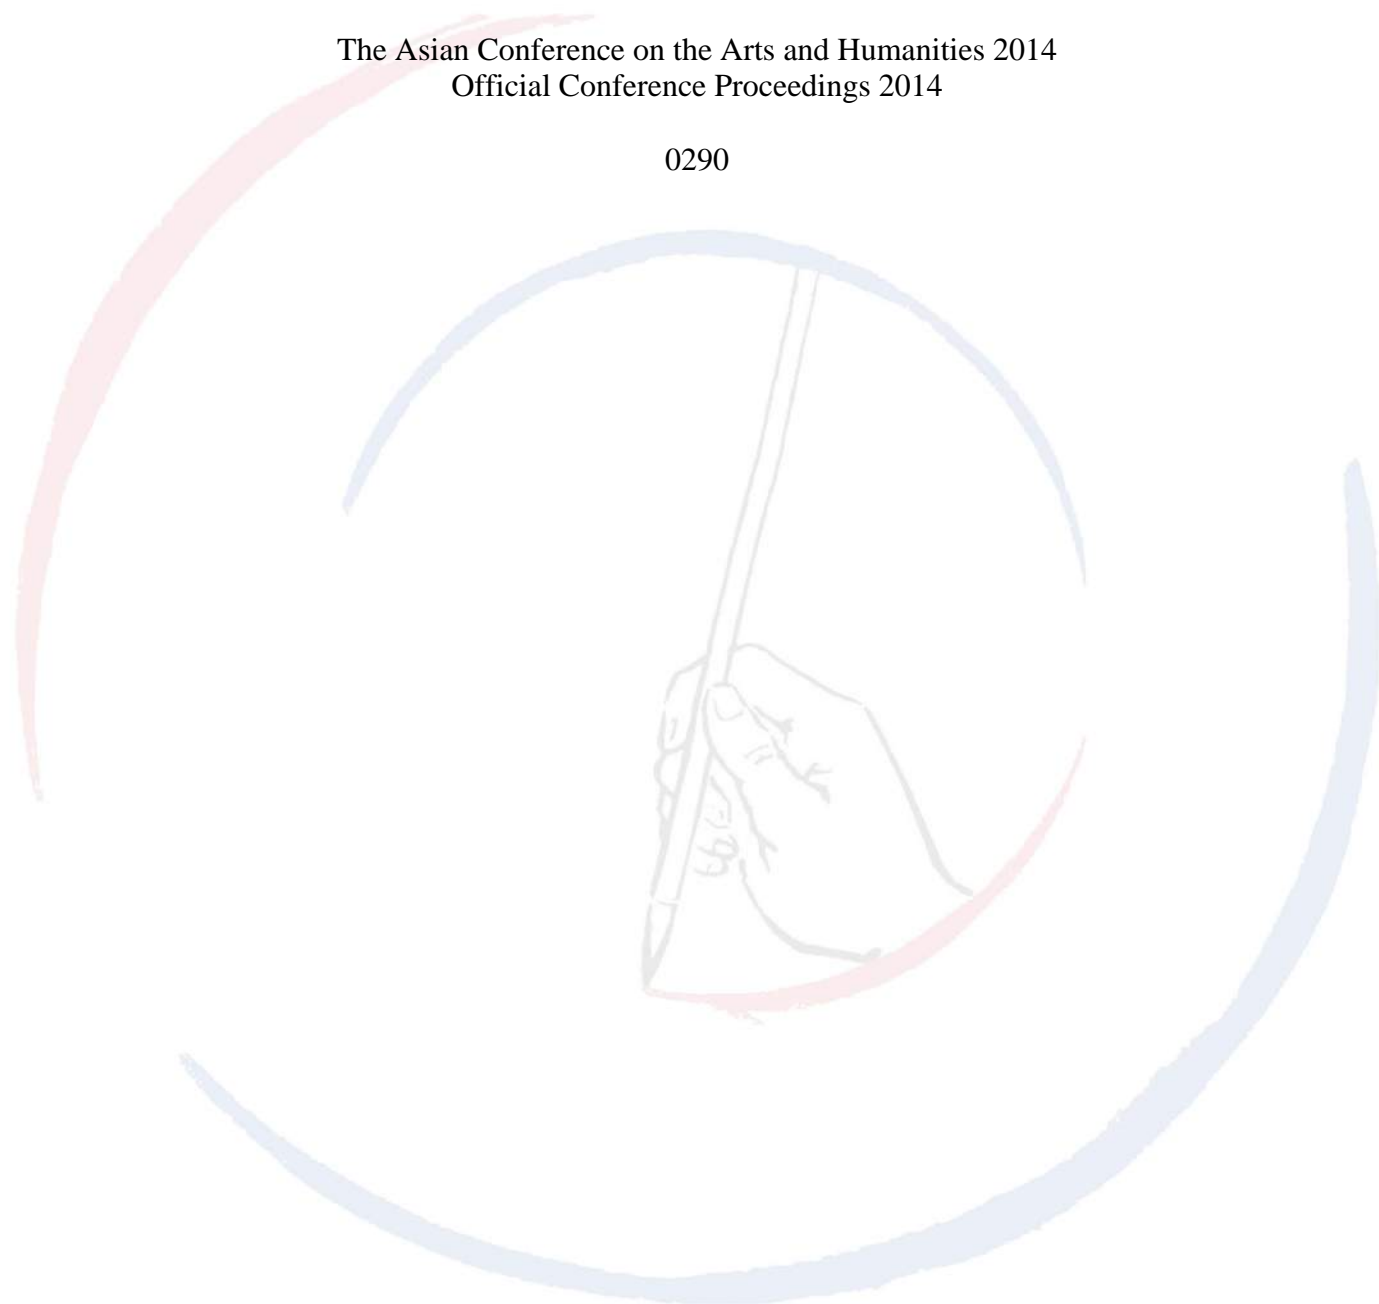 The Asian Conference on the Arts and Humanities 2014
Official Conference Proceedings 2014
0290